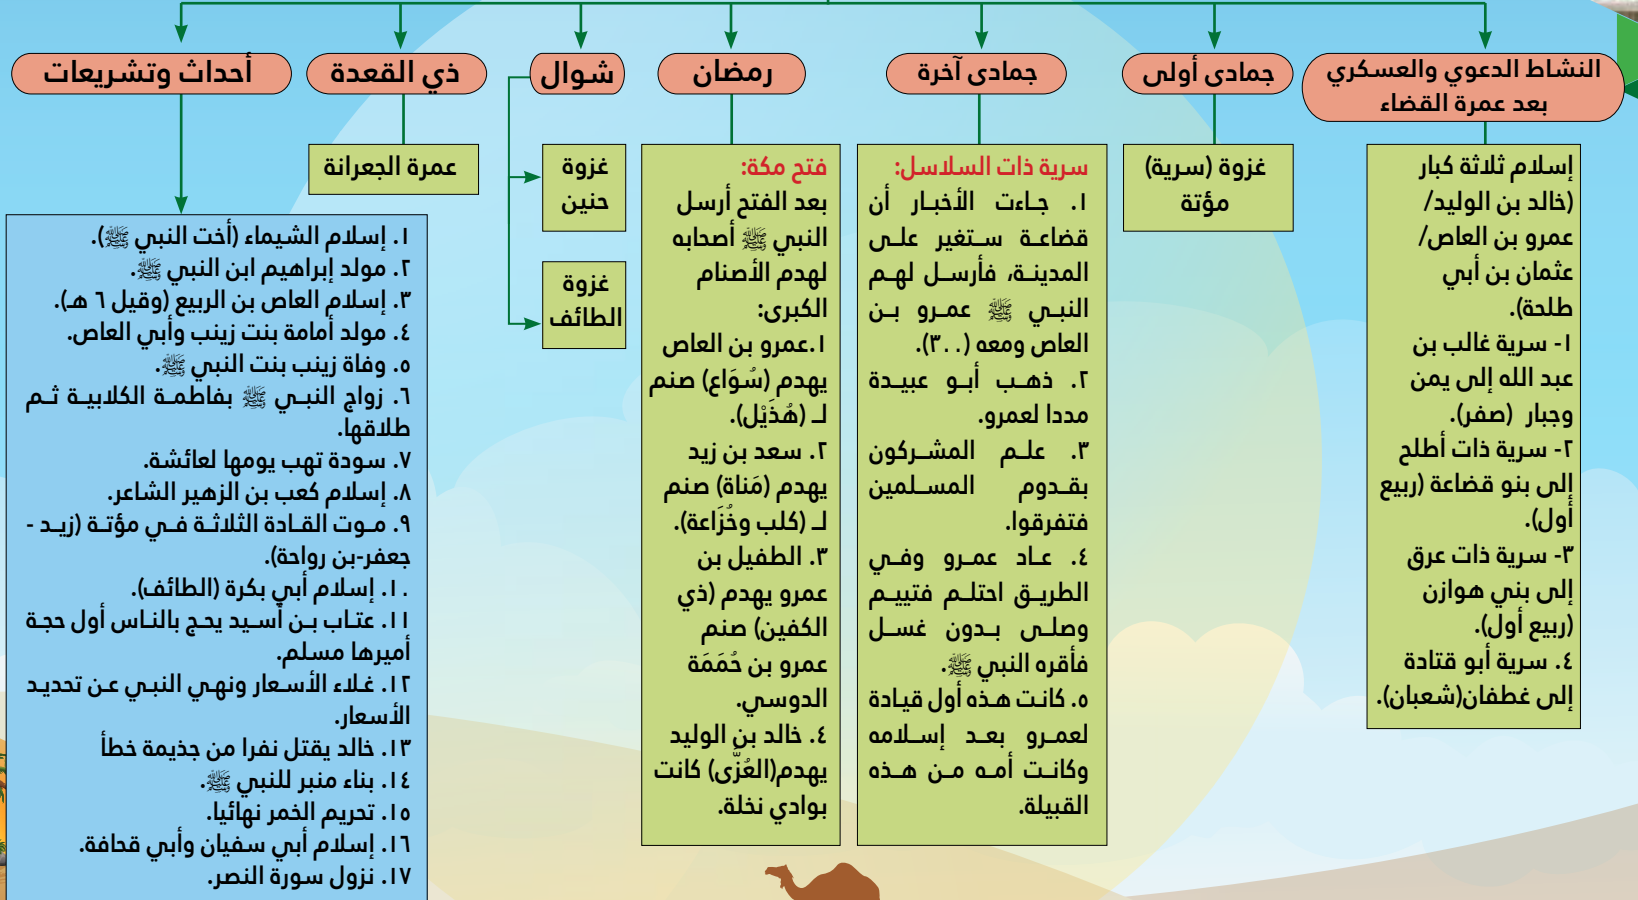 النشاط الدعوي والعسكري
بعد عمرة القضاء
إسلام ثلاثة كبار
(خالد بن الوليد/
عمرو بن العاص/
عثمان بن أبي
طلحة).
١- سرية غالب بن
عبد الله إلى يمن
وجبار (صفر).
٢- سرية ذات أطلح
إلى بنو قضاعة (ربيع
أول).
٣- سرية ذات عرق
إلى بني هوازن
(ربيع أول).
٤. سرية أبو قتادة
إلى غطفان(شعبان).
جمادى أولى
غزوة (سرية)
مؤتة
جمادى آخرة
سرية ذات السلاسل:
١. جاءت الأخبار أن
قضاعة ستغير على
المدينة، فأرسل لهم
النبي ﷺ عمرو بن
العاص ومعه (٣٠٠).
٢. ذهب أبو عبيدة
مددا لعمرو.
٣. علم المشركون
بقدوم المسلمين
فتفرقوا.
٤. عاد عمرو وفي
الطريق احتلم فتييم
وصلى بدون غسل
فأقره النبي ﷺ.
٥. كانت هذه أول قيادة
لعمرو بعد إسلامه
وكانت أمه من هذه
القبيلة.
رمضان
فتح مكة:
بعد الفتح أرسل
النبي ﷺ أصحابه
لهدم الأصنام
الكبرى:
١.عمرو بن العاص
يهدم (سُوَاع) صنم
لـ (هُذَيْل).
٢. سعد بن زيد
يهدم (مَناة) صنم
لـ (كلب وخُزَاعة).
٣. الطفيل بن
عمرو يهدم (ذي
الكفين) صنم
عمرو بن حُمَمَة
الدوسي.
٤. خالد بن الوليد
يهدم(العُزَّى) كانت
بوادي نخلة.
شوال
غزوة
حنين
غزوة
الطائف
ذي القعدة
عمرة الجعرانة
أحداث وتشريعات
١. إسلام الشيماء (أخت النبي ﷺ).
٢. مولد إبراهيم ابن النبي ﷺ.
٣. إسلام العاص بن الربيع (وقيل ٦ هـ).
٤. مولد أمامة بنت زينب وأبي العاص.
٥. وفاة زينب بنت النبي ﷺ.
٦. زواج النبي ﷺ بفاطمة الكلابية ثم
طلاقها.
٧. سودة تهب يومها لعائشة.
٨. إسلام كعب بن الزهير الشاعر.
٩. موت القادة الثلاثة في مؤتة (زيد -
جعفر-بن رواحة).
١٠. إسلام أبي بكرة (الطائف).
١١. عتاب بن أسيد يحج بالناس أول حجة
أميرها مسلم.
١٢. غلاء الأسعار ونهي النبي عن تحديد
الأسعار.
١٣. خالد يقتل نفرا من جذيمة خطأ
١٤. بناء منبر للنبي ﷺ.
١٥. تحريم الخمر نهائيا.
١٦. إسلام أبي سفيان وأبي قحافة.
١٧. نزول سورة النصر.